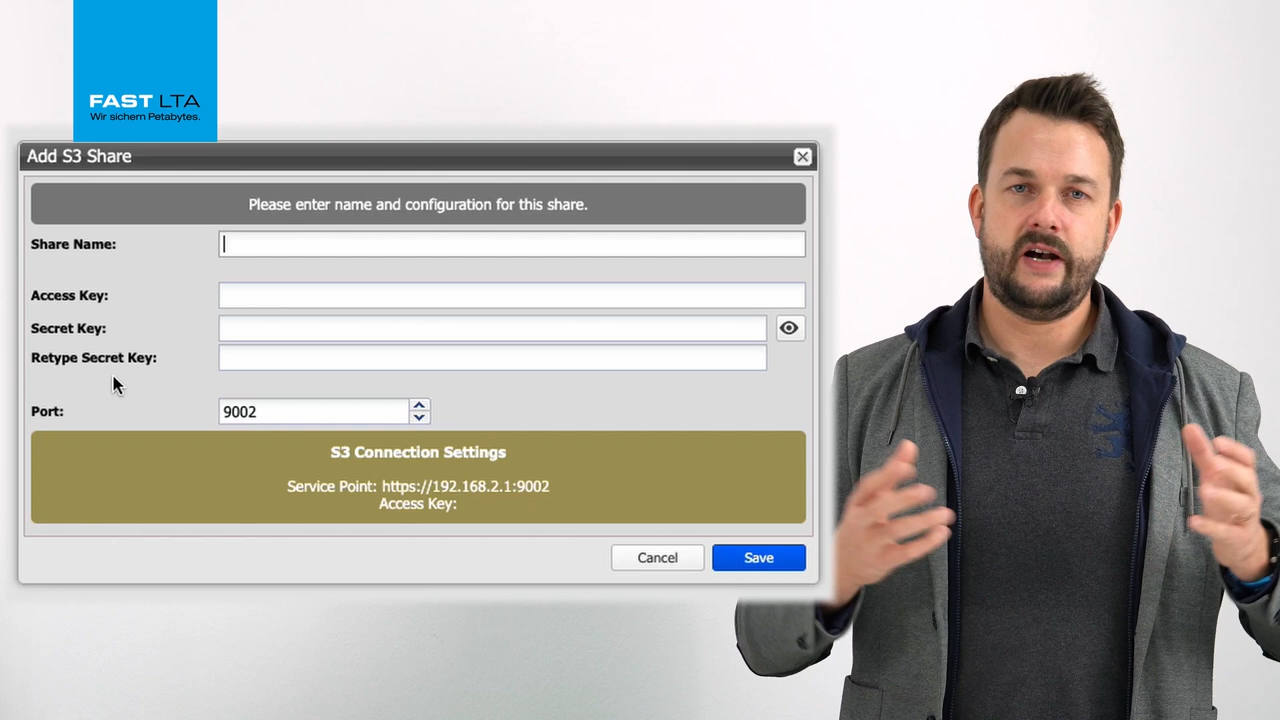 FAST LTA
Wir sichern Petabytes.
Add S3 Share
Please enter name and configuration for this share.
Share Name:
Access Key:
Secret Key:
Retype Secret Key:
Port: 9002
S3 Connection Settings
Service Point: https://192.168.2.1:9002
Access Key:
Cancel Save